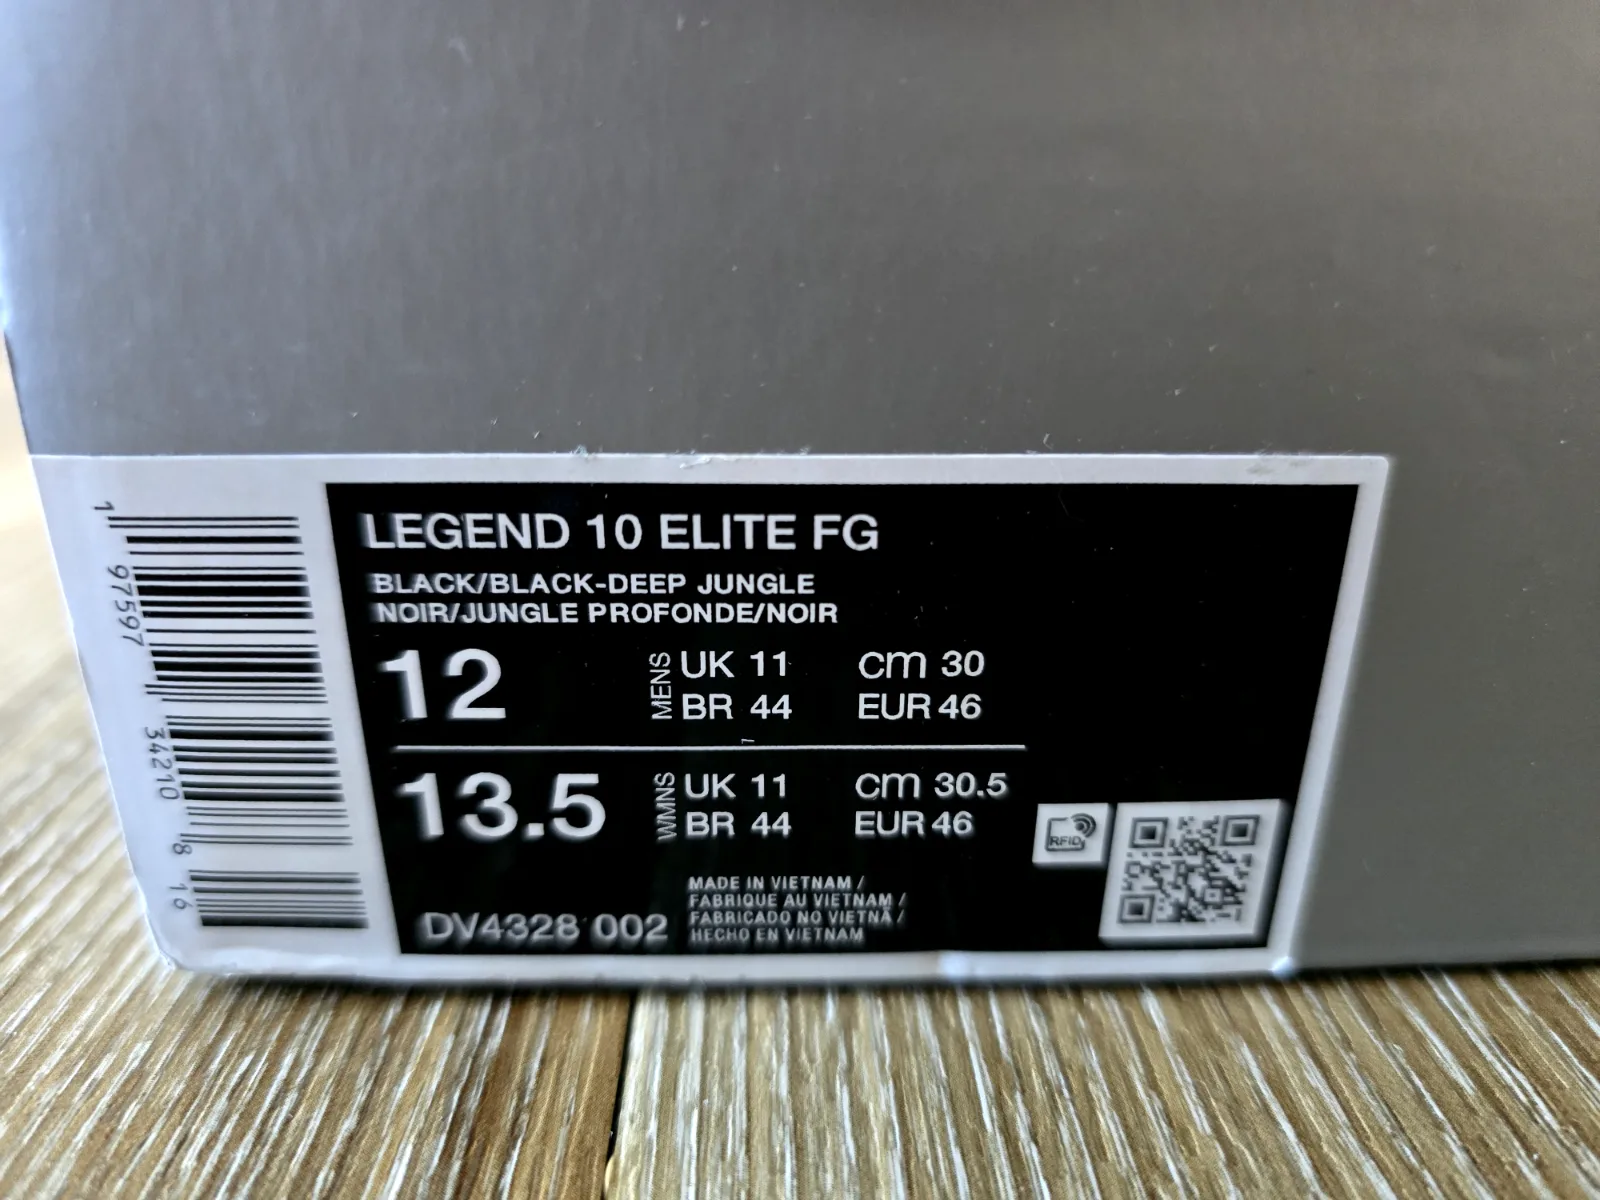 LEGEND 10 ELITE FG
BLACK/BLACK-DEEP JUNGLE
NOIR/JUNGLE PROFONDE/NOIR
12 MENS UK 11 cm 30
BR 44 EUR 46
13.5 WMNS UK 11 cm 30.5
BR 44 EUR 46
DV4328 002
MADE IN VIETNAM /
FABRIQUE AU VIETNAM /
FABRICADO NO VIETNÃ /
HECHO EN VIETNAM
RFID
1 97597 34210 8 16